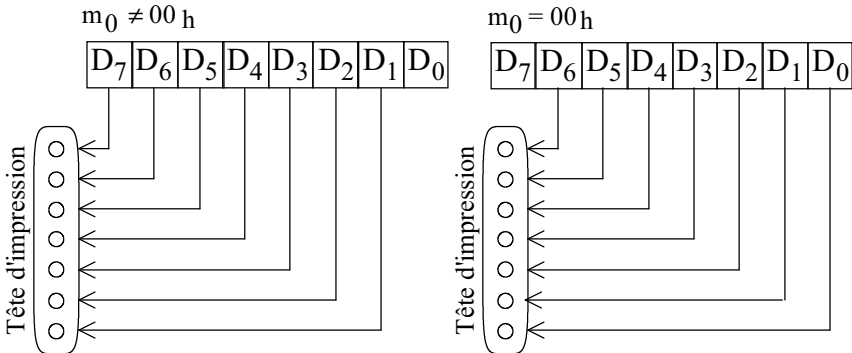 m0 ≠ 00 h
D7 D6 D5 D4 D3 D2 D1 D0
Tête d'impression
m0 = 00 h
D7 D6 D5 D4 D3 D2 D1 D0
Tête d'impression